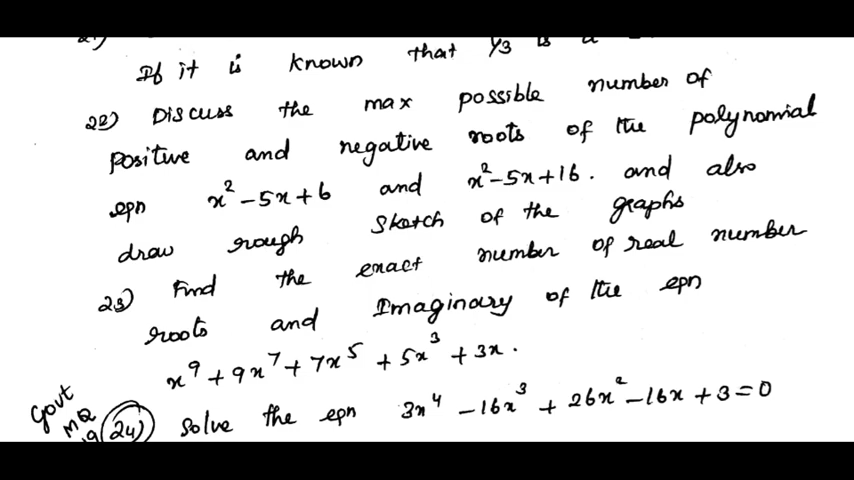 If it is known that 1/3 is a
22) Discuss the max possible number of
positive and negative roots of the polynomial
eqn x² - 5x + 6 and x² - 5x + 16. and also
draw rough sketch of the graphs
23) Find the exact number of real number
roots and Imaginary of the eqn
x⁹ + 9x⁷ + 7x⁵ + 5x³ + 3x.
Govt
MQ
19
(24) solve the eqn 3x⁴ - 16x³ + 26x² - 16x + 3 = 0